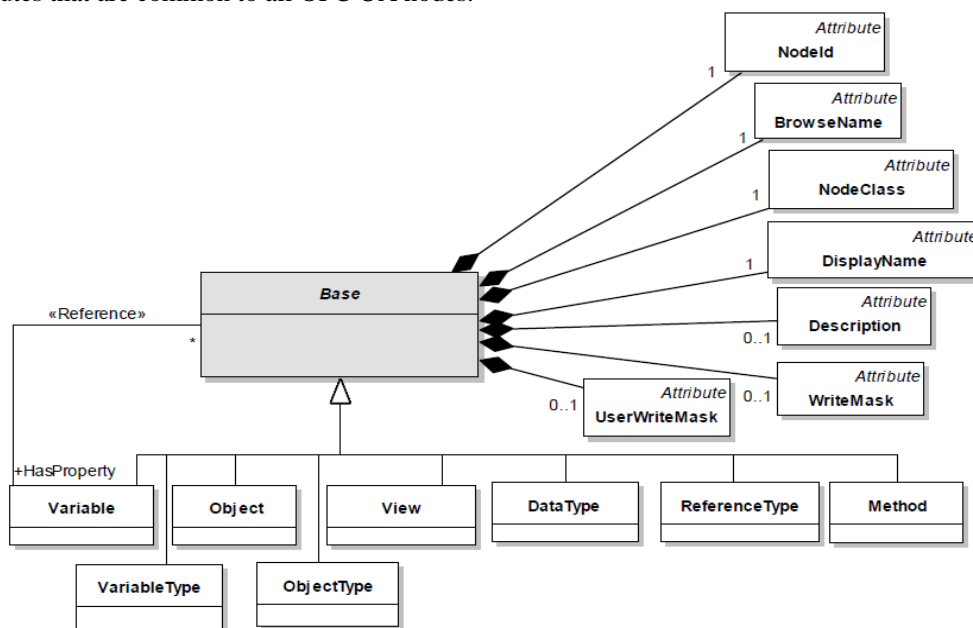 utes that are common to all OPC UA nodes.
Attribute
NodeId
1
Attribute
BrowseName
1
Attribute
NodeClass
1
Attribute
DisplayName
1
Base
«Reference»
*
Attribute
Description
0..1
Attribute
WriteMask
0..1
Attribute
UserWriteMask
0..1
+HasProperty
Variable
Object
View
DataType
ReferenceType
Method
VariableType
ObjectType